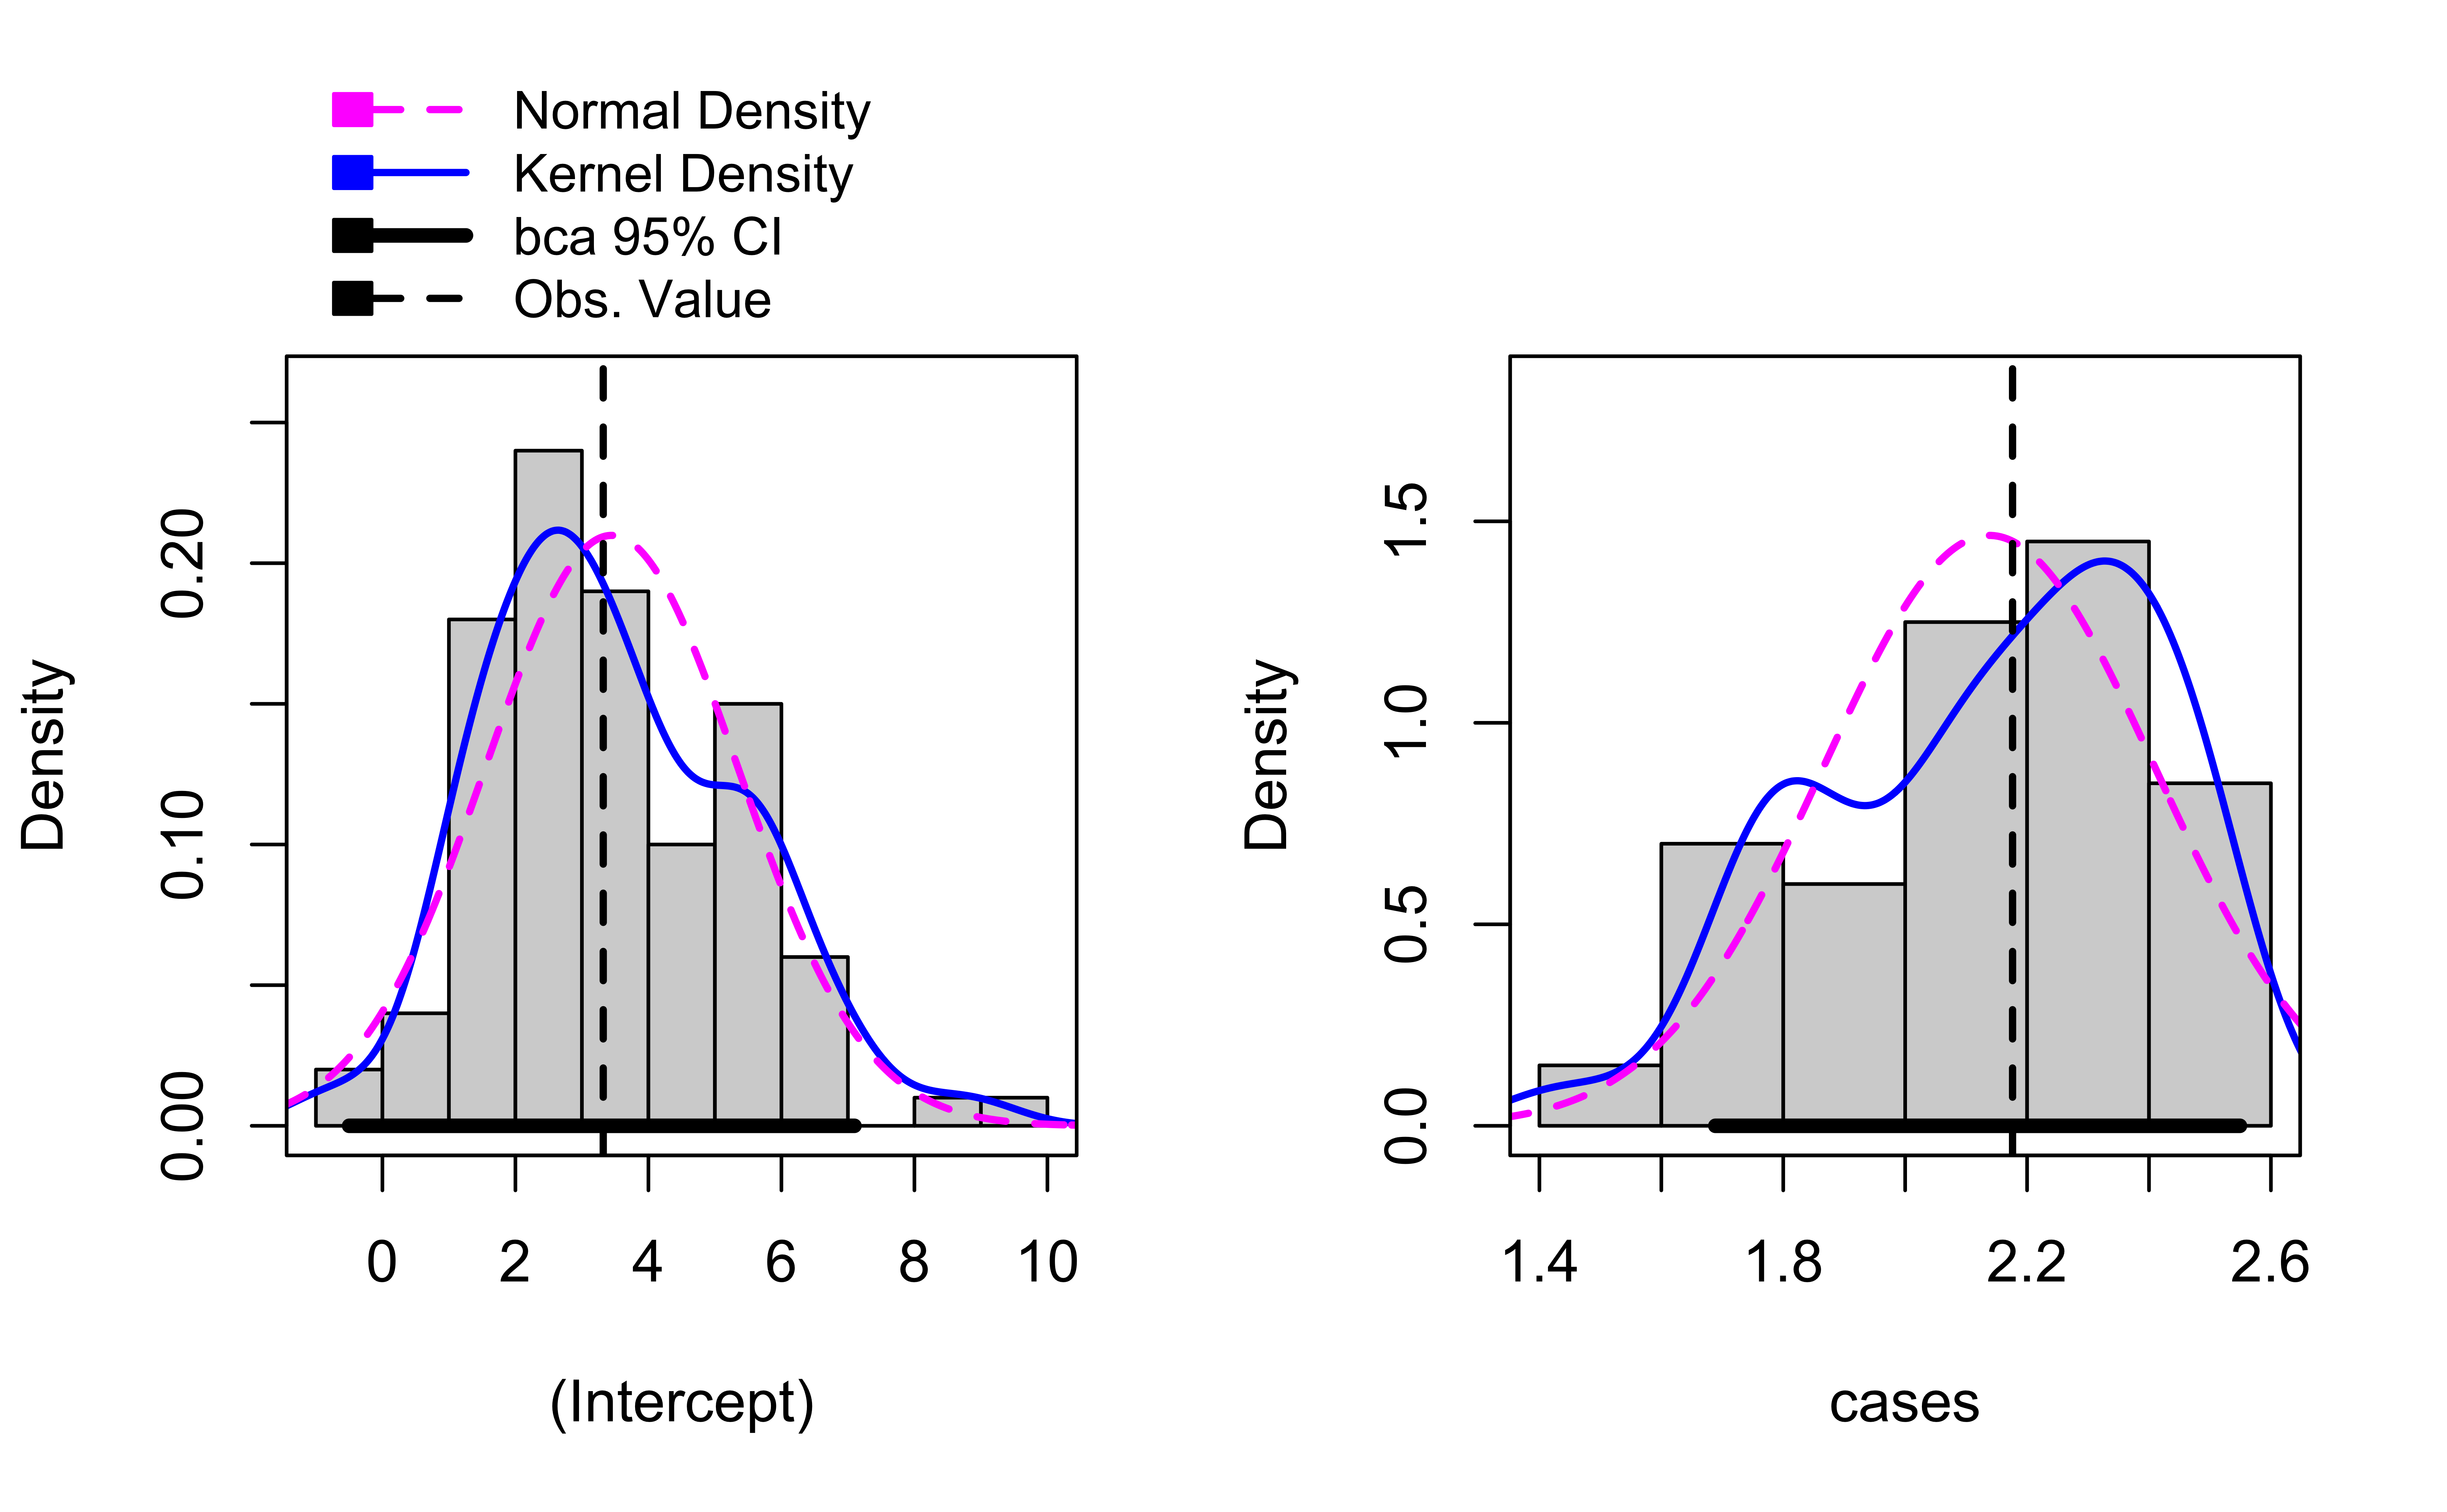 Normal Density
Kernel Density
bca 95% CI
Obs. Value
Density
0.00 0.10 0.20
0 2 4 6 8 10
(Intercept)
Density
0.0 0.5 1.0 1.5
1.4 1.8 2.2 2.6
cases